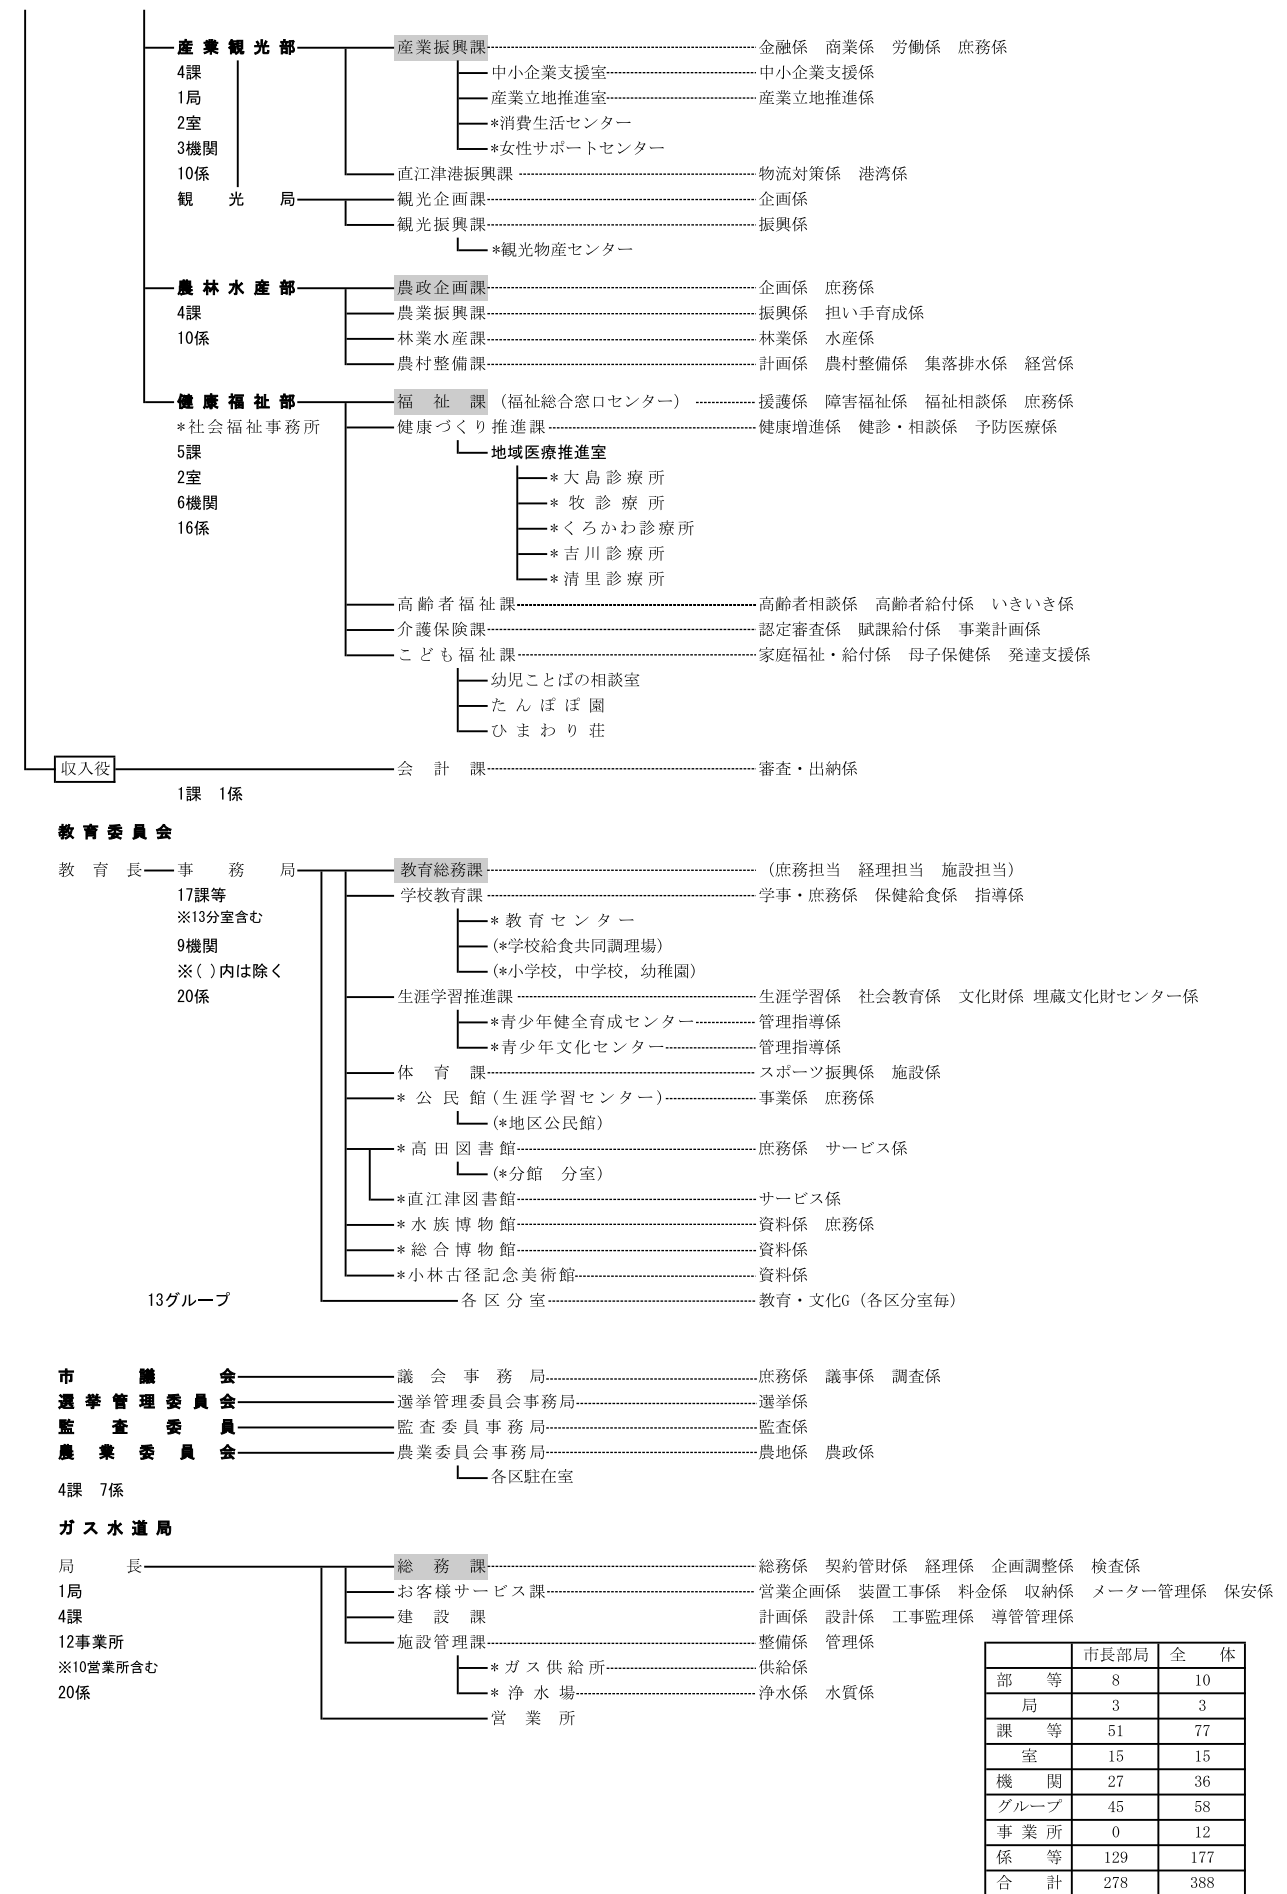 産業観光部 産業振興課 金融係 商業係 労働係 庶務係
4課 中小企業支援室 中小企業支援係
1局 産業立地推進室 産業立地推進係
2室 *消費生活センター
3機関 *女性サポートセンター
10係 直江津港振興課 物流対策係 港湾係
観光局 観光企画課 企画係
観光振興課 振興係
*観光物産センター
農林水産部 農政企画課 企画係 庶務係
4課 農業振興課 振興係 担い手育成係
10係 林業水産課 林業係 水産係
農村整備課 計画係 農村整備係 集落排水係 経営係
健康福祉部 福祉課（福祉総合窓口センター） 援護係 障害福祉係 福祉相談係 庶務係
*社会福祉事務所 健康づくり推進課 健康増進係 健診・相談係 予防医療係
5課 地域医療推進室
2室 *大島診療所
6機関 *牧診療所
16係 *くろかわ診療所
*吉川診療所
*清里診療所
高齢者福祉課 高齢者相談係 高齢者給付係 いきいき係
介護保険課 認定審査係 賦課給付係 事業計画係
こども福祉課 家庭福祉・給付係 母子保健係 発達支援係
幼児ことばの相談室
たんぽぽ園
ひまわり荘
収入役 会計課 審査・出納係
1課 1係
教育委員会
教育長 事務局 教育総務課 （庶務担当 経理担当 施設担当）
17課等 学校教育課 学事・庶務係 保健給食係 指導係
※13分室含む *教育センター
9機関 (*学校給食共同調理場)
※( )内は除く (*小学校，中学校，幼稚園)
20係 生涯学習推進課 生涯学習係 社会教育係 文化財係 埋蔵文化財センター係
*青少年健全育成センター 管理指導係
*青少年文化センター 管理指導係
体育課 スポーツ振興係 施設係
*公民館(生涯学習センター) 事業係 庶務係
(*地区公民館)
*高田図書館 庶務係 サービス係
(*分館 分室)
*直江津図書館 サービス係
*水族博物館 資料係 庶務係
*総合博物館 資料係
*小林古径記念美術館 資料係
13グループ 各区分室 教育・文化G（各区分室毎）
市議会 議会事務局 庶務係 議事係 調査係
選挙管理委員会 選挙管理委員会事務局 選挙係
監査委員 監査委員事務局 監査係
農業委員会 農業委員会事務局 農地係 農政係
各区駐在室
4課 7係
ガス水道局
局長 総務課 総務係 契約管財係 経理係 企画調整係 検査係
1局 お客様サービス課 営業企画係 装置工事係 料金係 収納係 メーター管理係 保安係
4課 建設課 計画係 設計係 工事監理係 導管管理係
12事業所 施設管理課 整備係 管理係
※10営業所含む *ガス供給所 供給係
20係 *浄水場 浄水係 水質係
営業所
市長部局 全体
部等 8 10
局 3 3
課等 51 77
室 15 15
機関 27 36
グループ 45 58
事業所 0 12
係等 129 177
合計 278 388